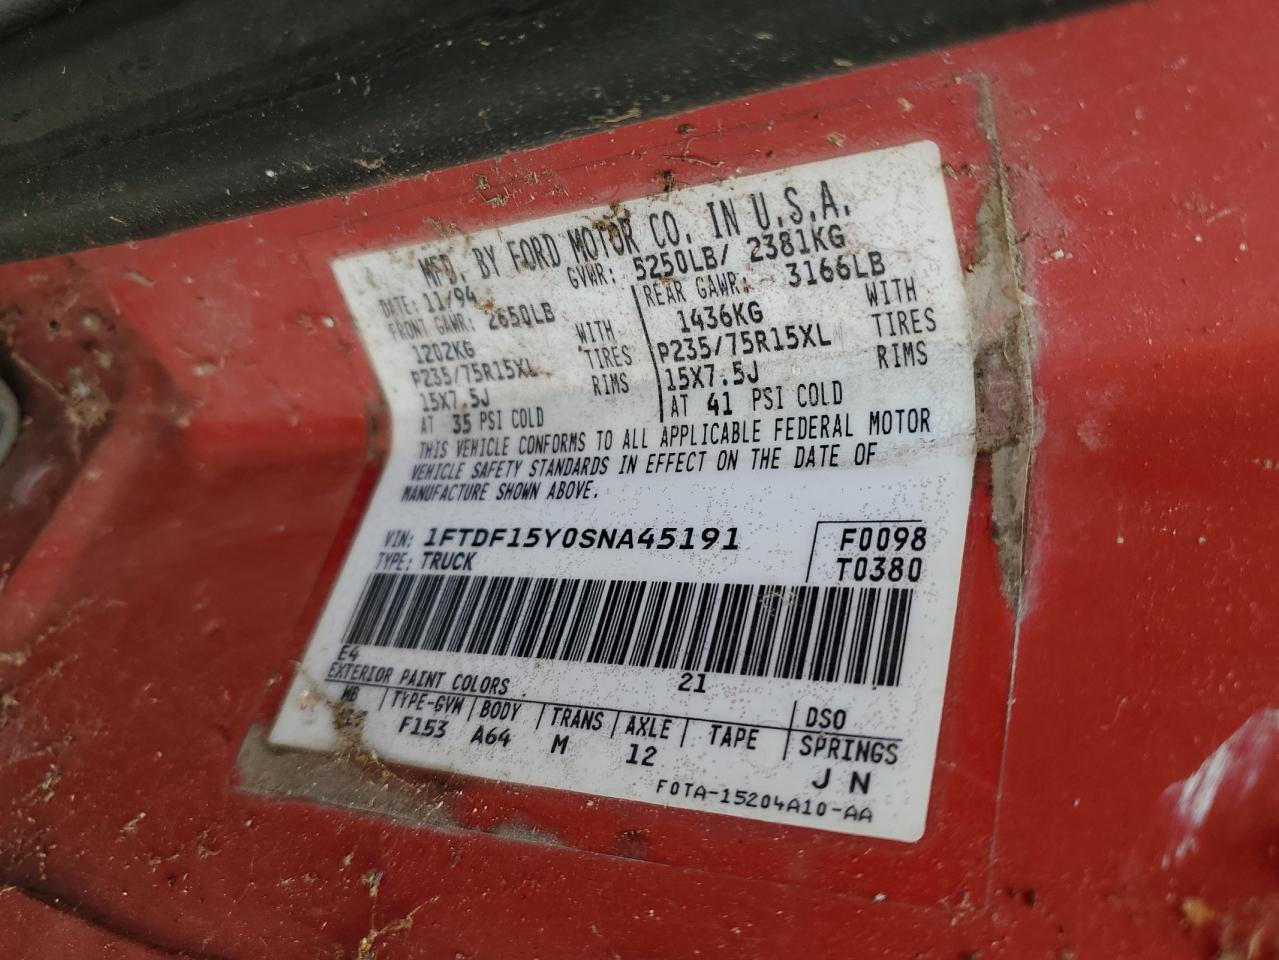 MFD. BY FORD MOTOR CO. IN U.S.A.
DATE: 11/94 GVWR: 5250LB/ 2381KG
FRONT GAWR: 2650LB REAR GAWR: 3166LB
1202KG WITH 1436KG WITH
P235/75R15XL TIRES P235/75R15XL TIRES
15X7.5J RIMS 15X7.5J RIMS
AT 35 PSI COLD AT 41 PSI COLD
THIS VEHICLE CONFORMS TO ALL APPLICABLE FEDERAL MOTOR
VEHICLE SAFETY STANDARDS IN EFFECT ON THE DATE OF
MANUFACTURE SHOWN ABOVE.
VIN: 1FTDF15Y0SNA45191 F0098
TYPE: TRUCK T0380
E4 21
EXTERIOR PAINT COLORS DSO
WB TYPE-GVW BODY TRANS AXLE TAPE SPRINGS
F153 A64 M 12 J N
F0TA-15204A10-AA